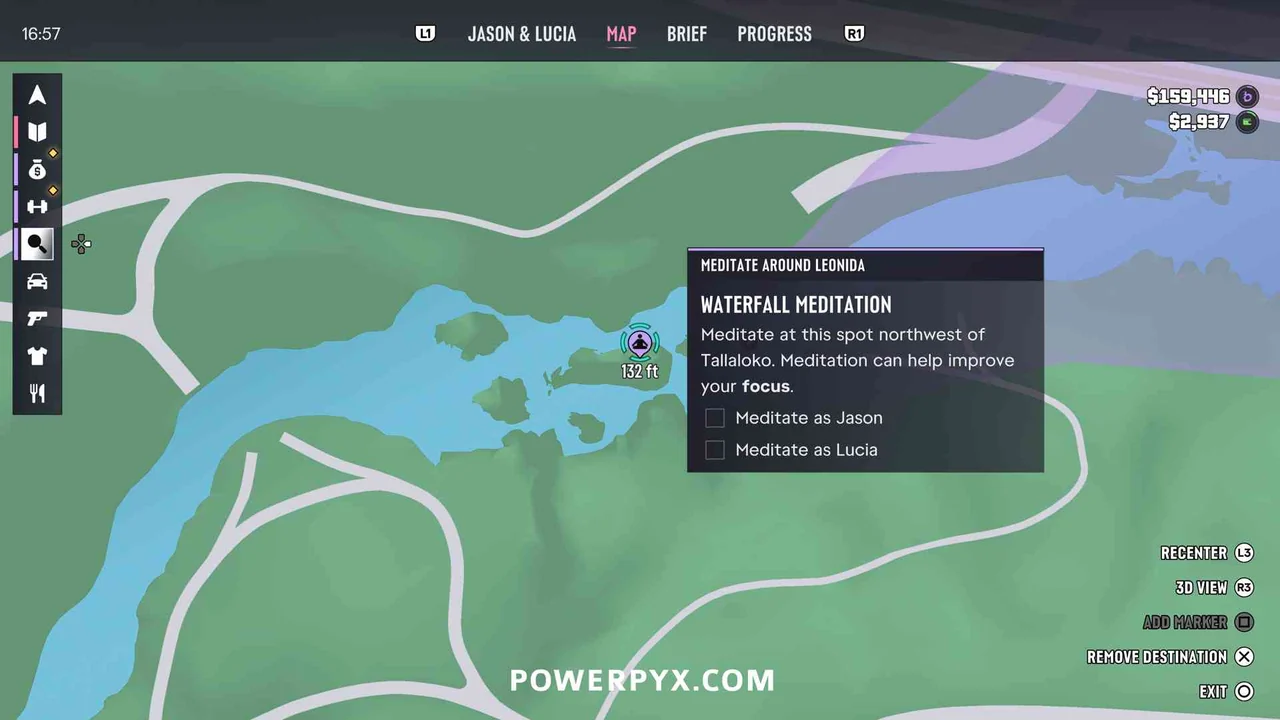 16:57
L1
JASON & LUCIA
MAP
BRIEF
PROGRESS
R1
$159,446
$2,937
132 ft
MEDITATE AROUND LEONIDA
WATERFALL MEDITATION
Meditate at this spot northwest of
Tallaloko. Meditation can help improve
your focus.
Meditate as Jason
Meditate as Lucia
RECENTER L3
3D VIEW R3
ADD MARKER
REMOVE DESTINATION
EXIT
POWERPYX.COM